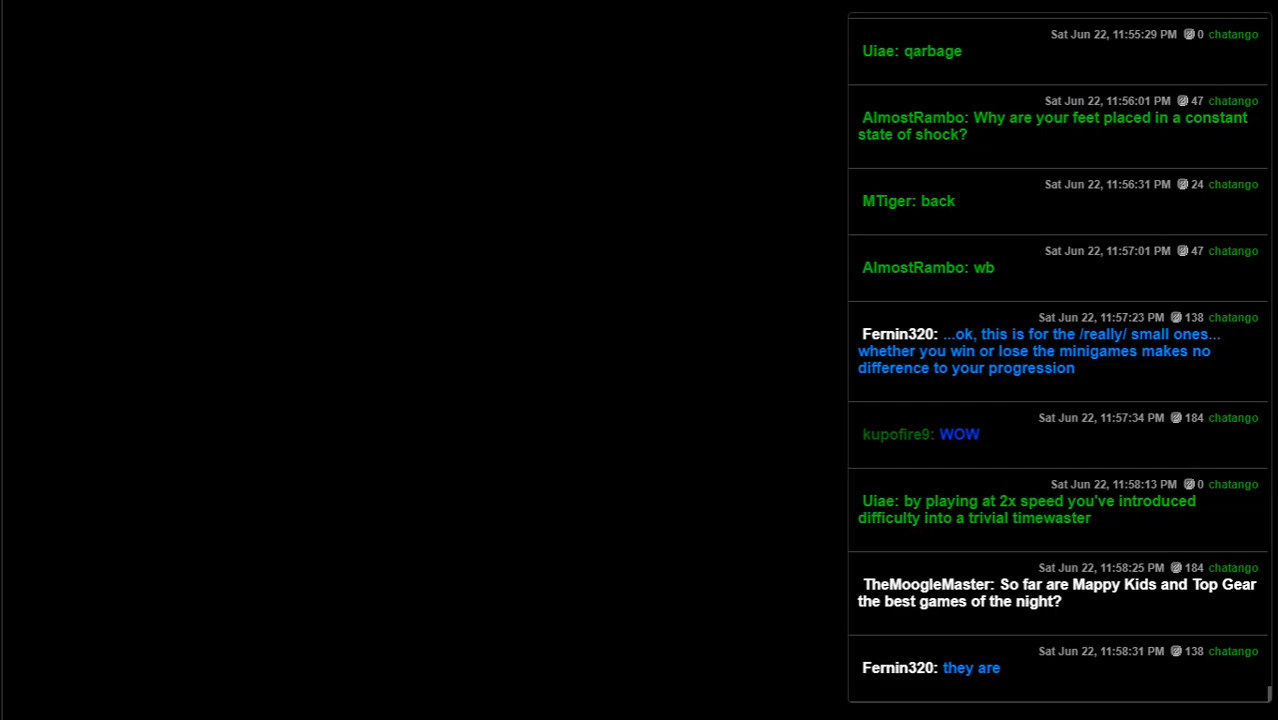 Sat Jun 22, 11:55:29 PM 0 chatango
Uiae: qarbage
Sat Jun 22, 11:56:01 PM 47 chatango
AlmostRambo: Why are your feet placed in a constant
state of shock?
Sat Jun 22, 11:56:31 PM 24 chatango
MTiger: back
Sat Jun 22, 11:57:01 PM 47 chatango
AlmostRambo: wb
Sat Jun 22, 11:57:23 PM 138 chatango
Fernin320: ...ok, this is for the /really/ small ones...
whether you win or lose the minigames makes no
difference to your progression
Sat Jun 22, 11:57:34 PM 184 chatango
kupofire9: WOW
Sat Jun 22, 11:58:13 PM 0 chatango
Uiae: by playing at 2x speed you've introduced
difficulty into a trivial timewaster
Sat Jun 22, 11:58:25 PM 184 chatango
TheMoogleMaster: So far are Mappy Kids and Top Gear
the best games of the night?
Sat Jun 22, 11:58:31 PM 138 chatango
Fernin320: they are